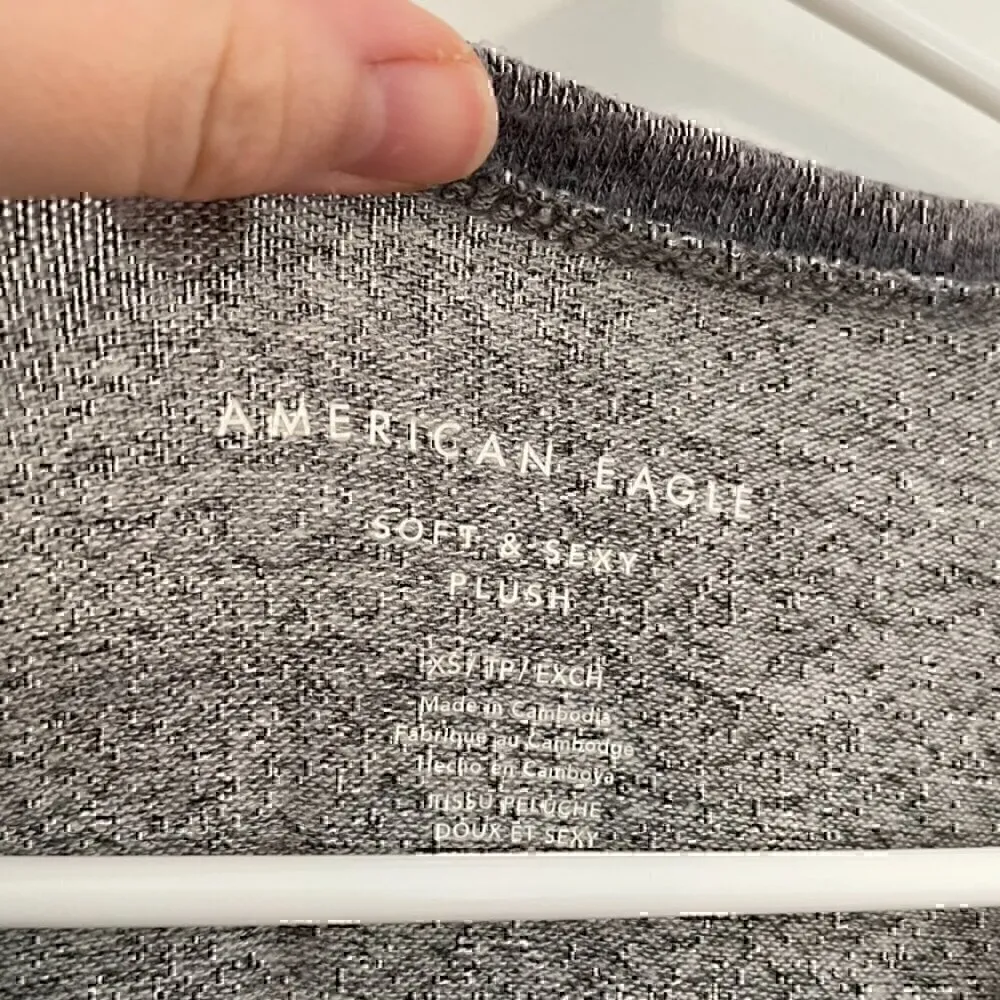 AMERICAN EAGLE
SOFT & SEXY
PLUSH
XS/TP/EXCH
Made in Cambodia
Fabriqué au Cambodge
Hecho en Camboya
TISSU PELUCHE
DOUX ET SEXY